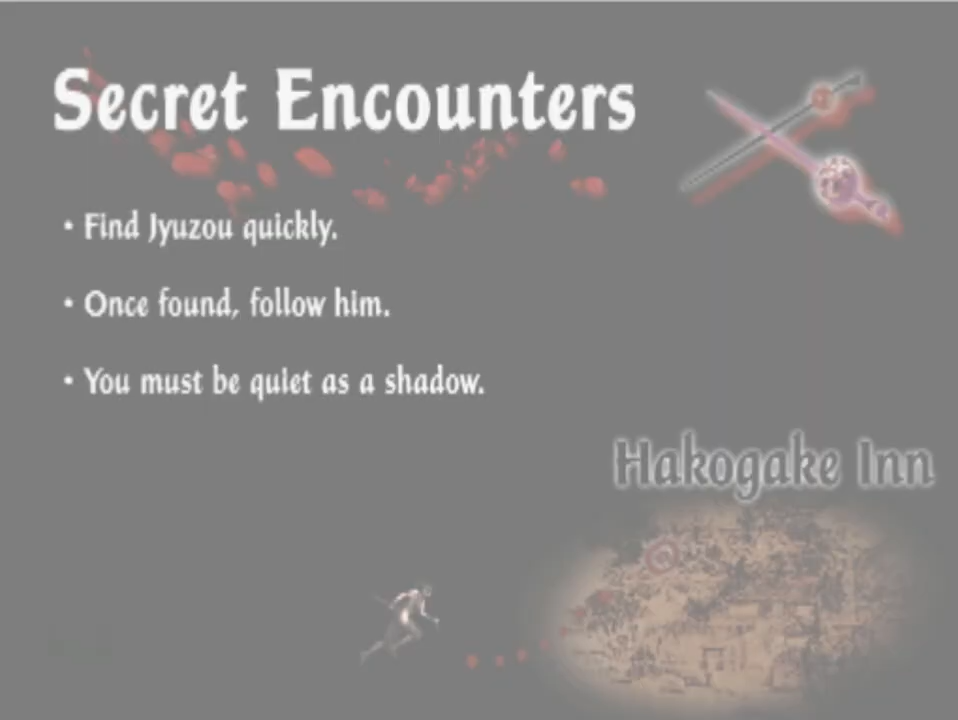 Secret Encounters
• Find Jyuzou quickly.
• Once found, follow him.
• You must be quiet as a shadow.
Hakogake Inn